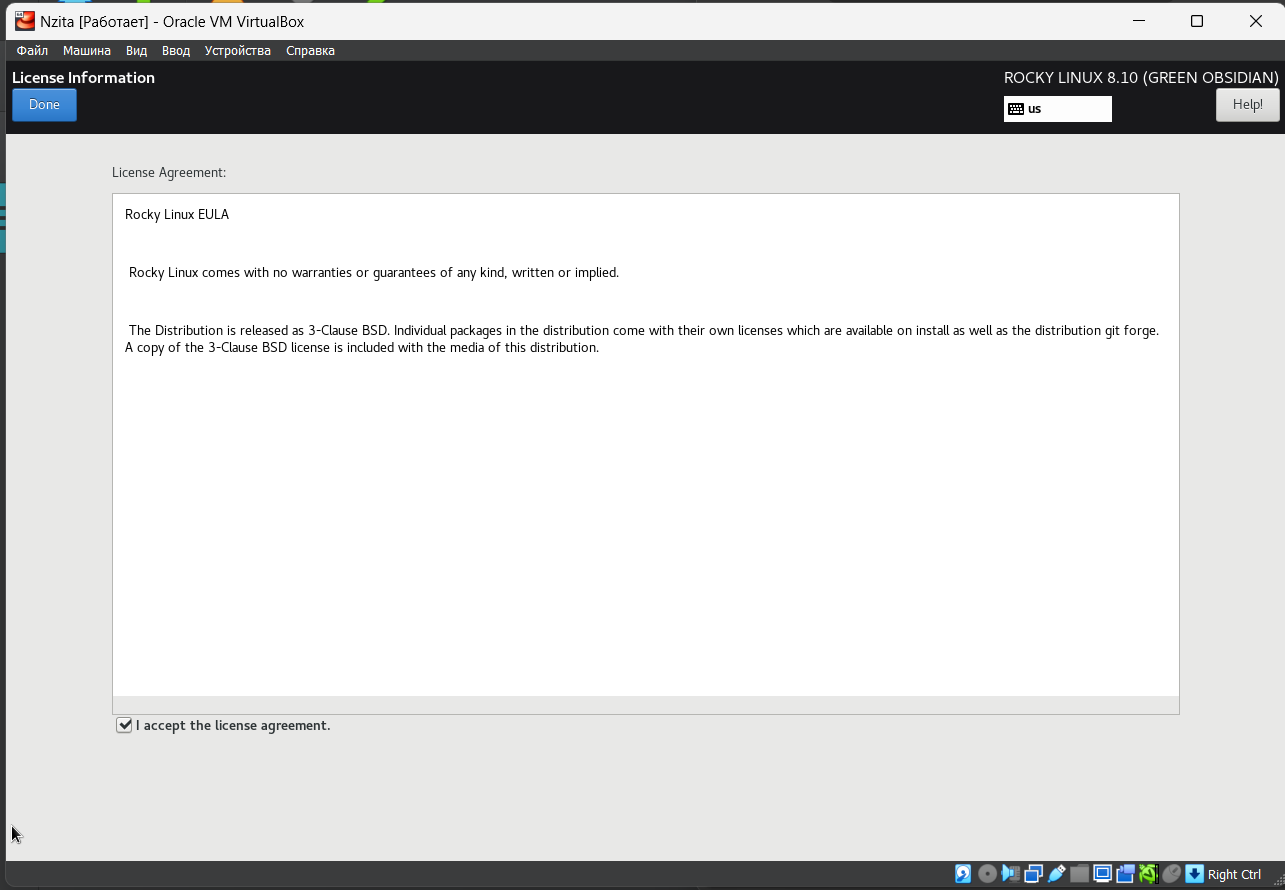 Nzita [Работает] - Oracle VM VirtualBox
Файл Машина Вид Ввод Устройства Справка
License Information
ROCKY LINUX 8.10 (GREEN OBSIDIAN)
Done
us
Help!
License Agreement:
Rocky Linux EULA
Rocky Linux comes with no warranties or guarantees of any kind, written or implied.
The Distribution is released as 3-Clause BSD. Individual packages in the distribution come with their own licenses which are available on install as well as the distribution git forge.
A copy of the 3-Clause BSD license is included with the media of this distribution.
I accept the license agreement.
Right Ctrl